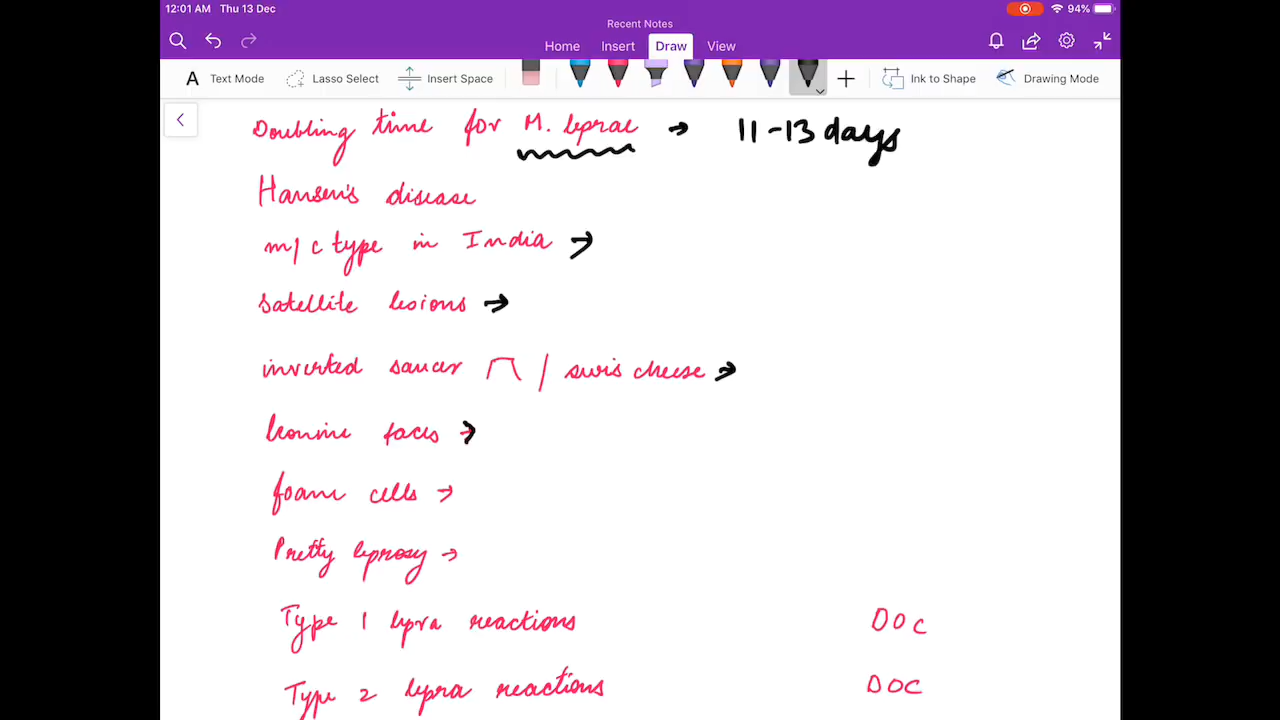 12:01 AM Thu 13 Dec
94%
Recent Notes
Home Insert Draw View
A Text Mode Lasso Select Insert Space Ink to Shape Drawing Mode
Doubling time for M. leprae → 11-13 days
Hansen's disease
m/c type in India →
satellite lesions →
inverted saucer / swis cheese →
leonine faces →
foam cells →
Pretty leprosy →
Type 1 lepra reactions DOC
Type 2 lepra reactions DOC